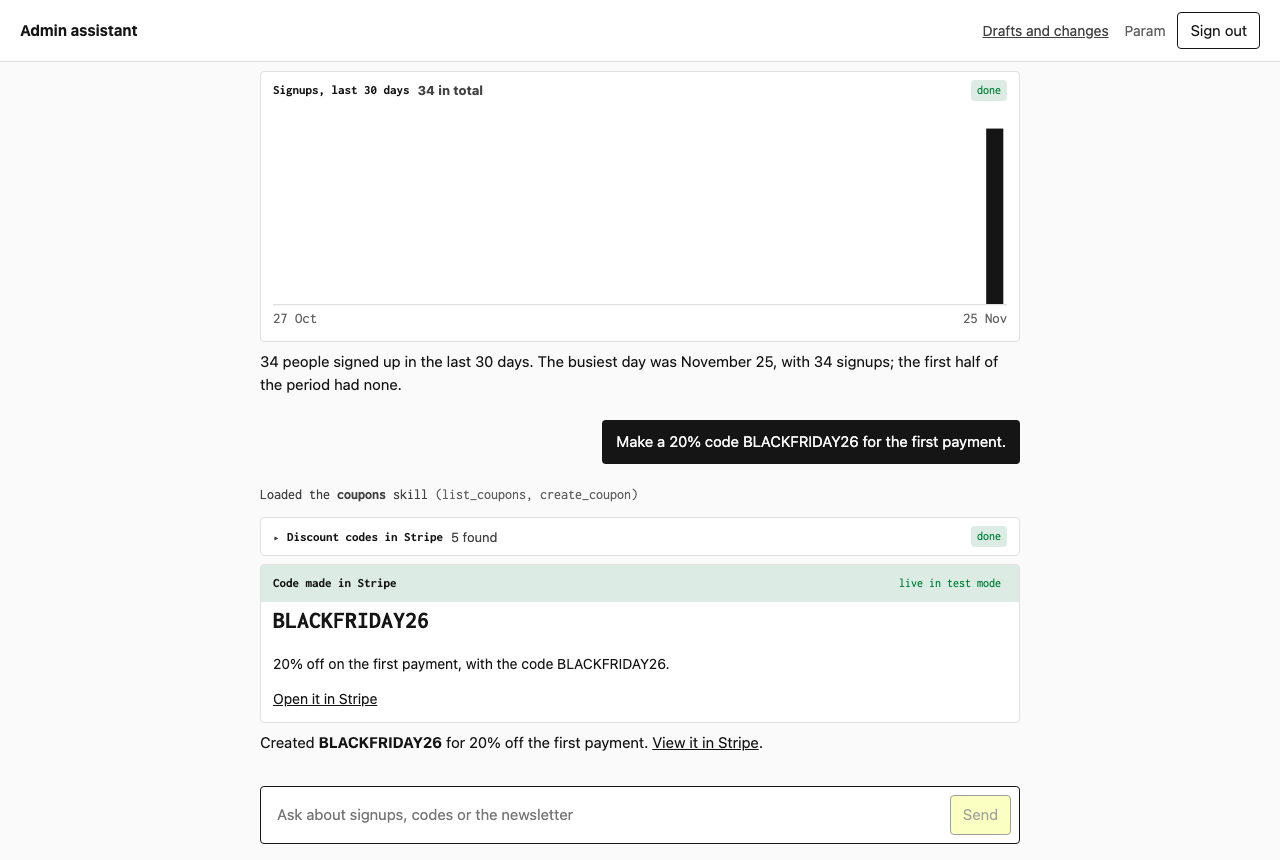 Admin assistant
Drafts and changes
Param
Sign out
Signups, last 30 days 34 in total
done
27 Oct
25 Nov
34 people signed up in the last 30 days. The busiest day was November 25, with 34 signups; the first half of
the period had none.
Make a 20% code BLACKFRIDAY26 for the first payment.
Loaded the coupons skill (list_coupons, create_coupon)
▸ Discount codes in Stripe 5 found
done
Code made in Stripe
live in test mode
BLACKFRIDAY26
20% off on the first payment, with the code BLACKFRIDAY26.
Open it in Stripe
Created BLACKFRIDAY26 for 20% off the first payment. View it in Stripe.
Ask about signups, codes or the newsletter
Send